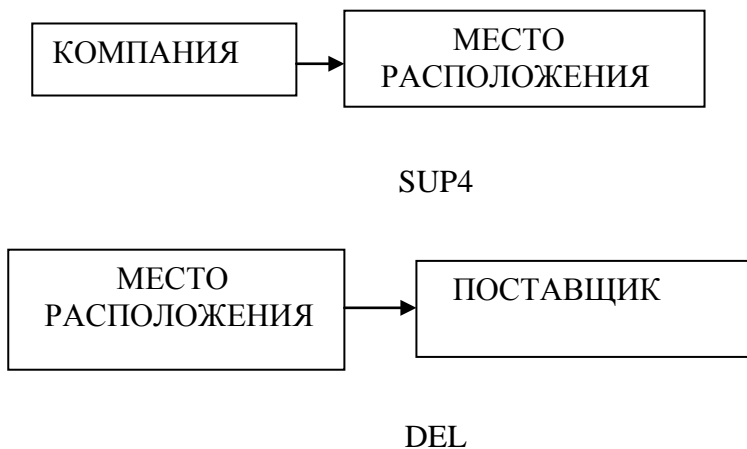 КОМПАНИЯ
МЕСТО
РАСПОЛОЖЕНИЯ
SUP4
МЕСТО
РАСПОЛОЖЕНИЯ
ПОСТАВЩИК
DEL